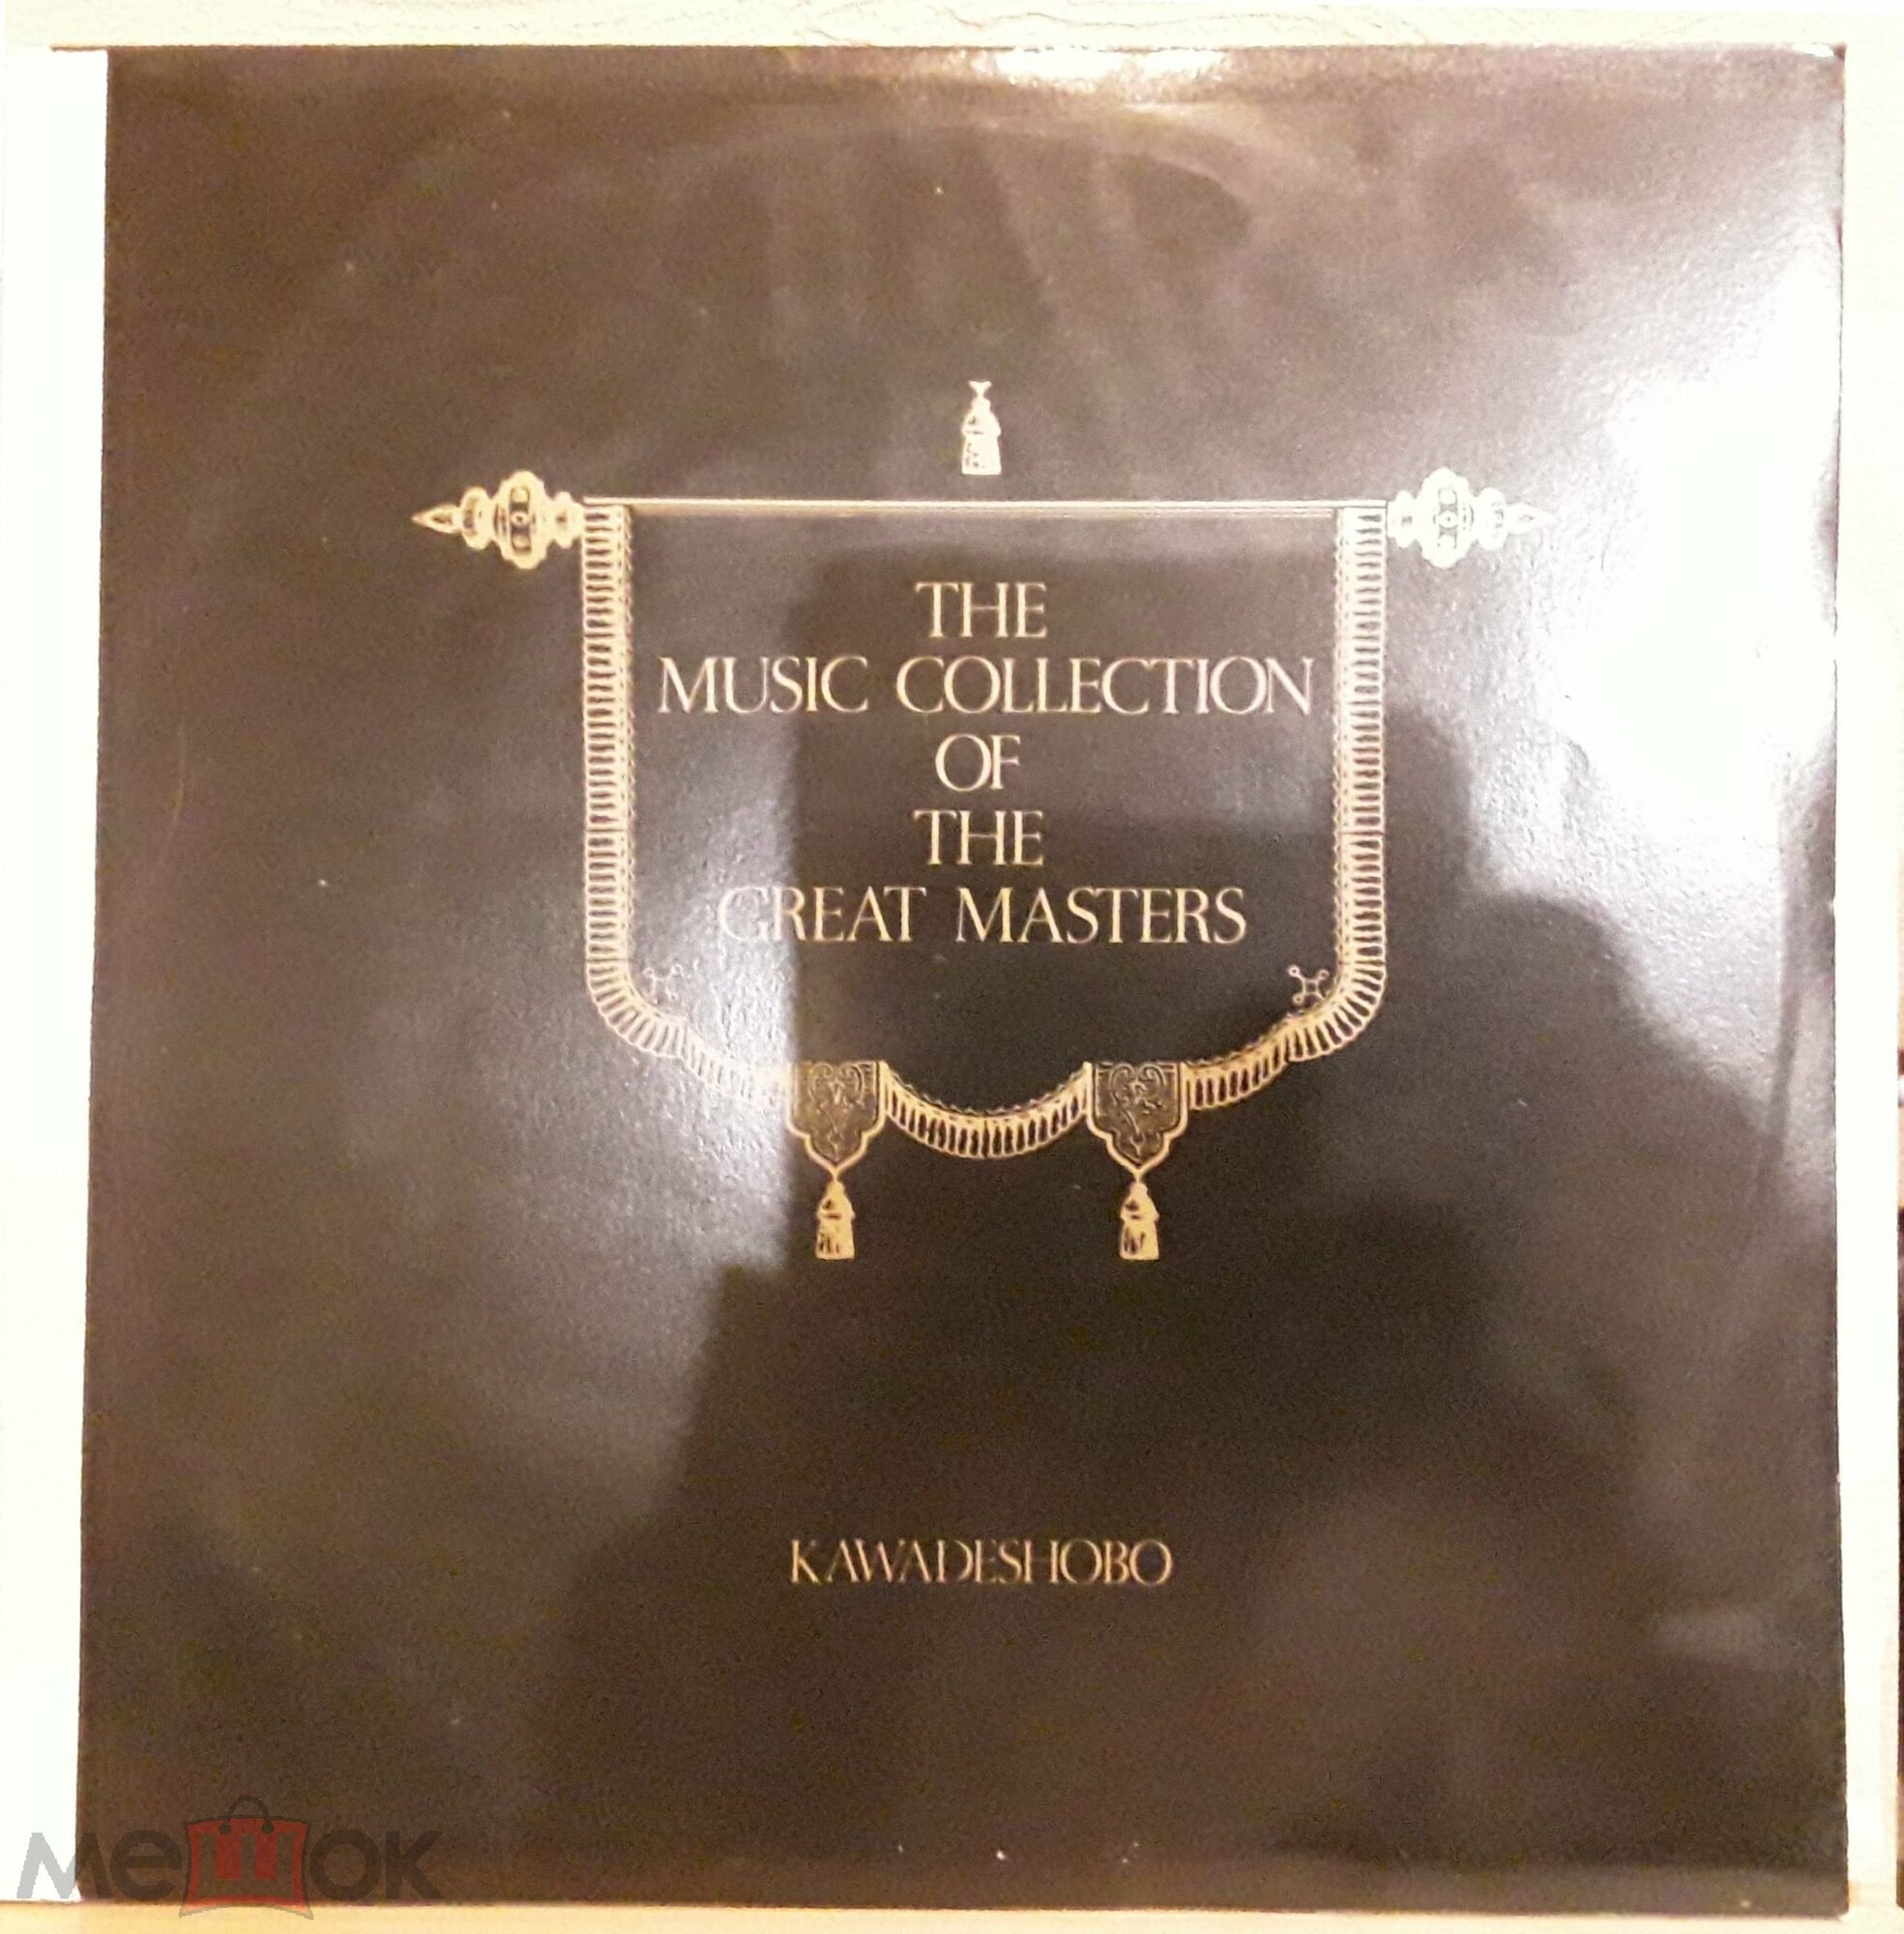 THE
MUSIC COLLECTION
OF
THE
GREAT MASTERS
KAWADESHOBO
мешок